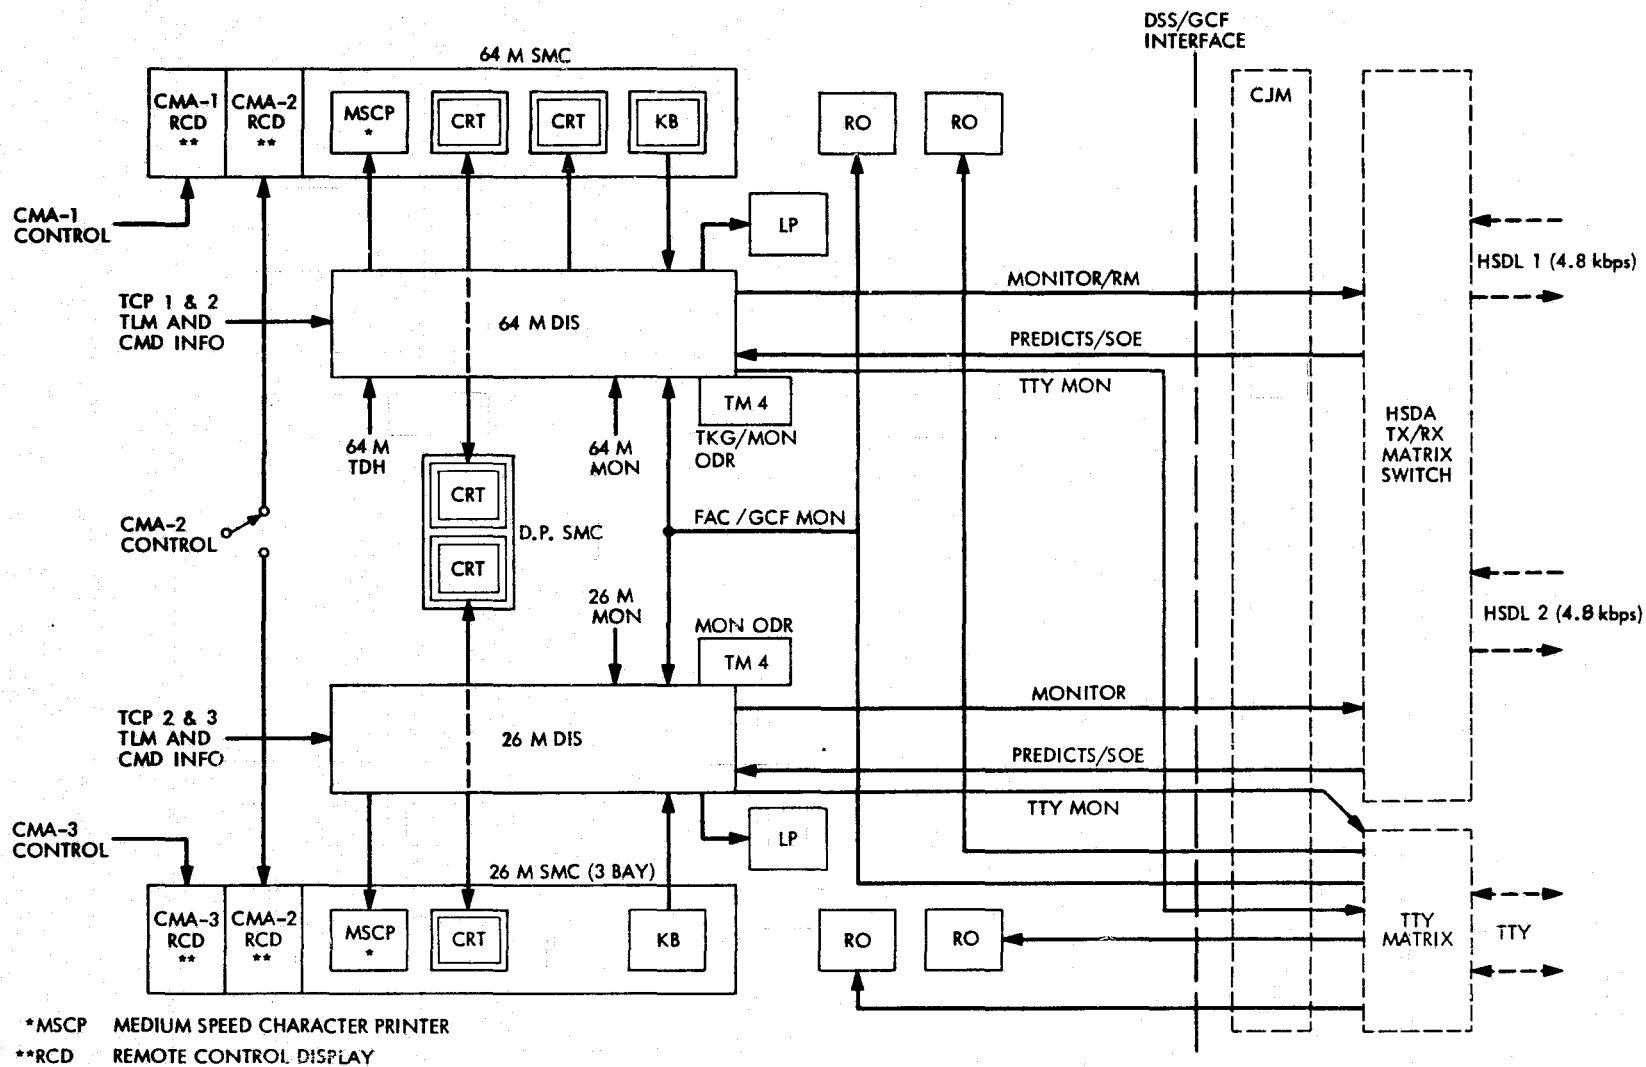 DSS/GCF
INTERFACE
64 M SMC
CMA-1
RCD
**
CMA-2
RCD
**
MSCP
*
CRT
CRT
KB
RO
RO
CJM
CMA-1
CONTROL
LP
HSDL 1 (4.8 kbps)
MONITOR/RM
TCP 1 & 2
TLM AND
CMD INFO
64 M DIS
PREDICTS/SOE
TTY MON
TM 4
TKG/MON
ODR
64 M
TDH
64 M
MON
HSDA
TX/RX
MATRIX
SWITCH
CRT
CMA-2
CONTROL
FAC /GCF MON
D.P. SMC
CRT
26 M
MON
MON ODR
TM 4
HSDL 2 (4.8 kbps)
MONITOR
TCP 2 & 3
TLM AND
CMD INFO
26 M DIS
PREDICTS/SOE
TTY MON
CMA-3
CONTROL
LP
26 M SMC (3 BAY)
CMA-3
RCD
**
CMA-2
RCD
**
MSCP
*
CRT
KB
RO
RO
TTY
MATRIX
TTY
*MSCP MEDIUM SPEED CHARACTER PRINTER
**RCD REMOTE CONTROL DISPLAY